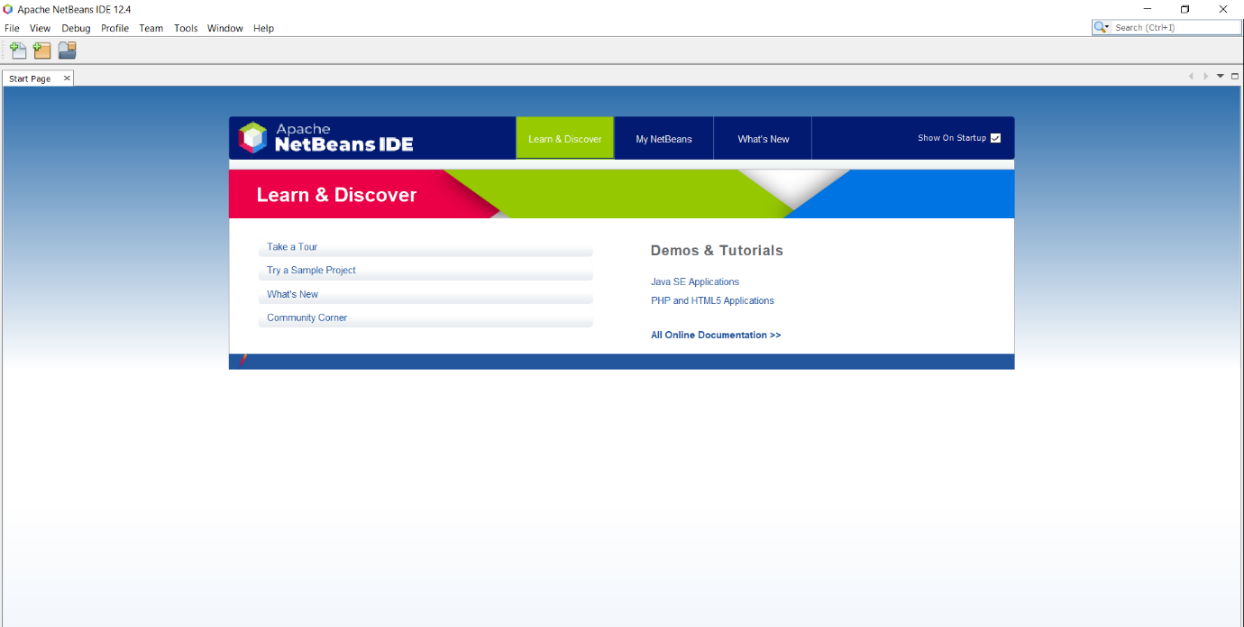 Apache NetBeans IDE 12.4
File View Debug Profile Team Tools Window Help
Search (Ctrl+I)
Start Page
Apache
NetBeans IDE
Learn & Discover
My NetBeans
What's New
Show On Startup
Learn & Discover
Take a Tour
Try a Sample Project
What's New
Community Corner
Demos & Tutorials
Java SE Applications
PHP and HTML5 Applications
All Online Documentation >>